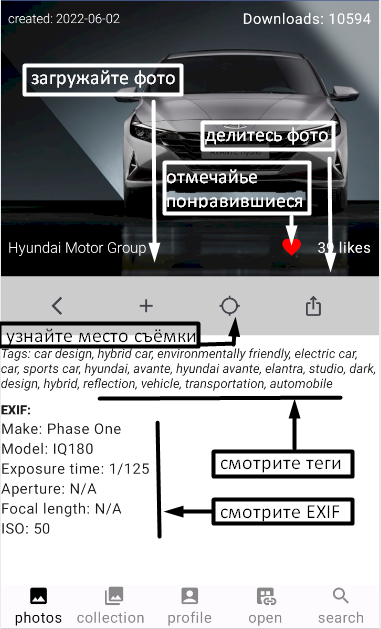 created: 2022-06-02 Downloads: 10594
загружайте фото
делитесь фото
отмечайье
понравившиеся
Hyundai Motor Group 39 likes
узнайте место съёмки
Tags: car design, hybrid car, environmentally friendly, electric car,
car, sports car, hyundai, avante, hyundai avante, elantra, studio, dark,
design, hybrid, reflection, vehicle, transportation, automobile
EXIF:
Make: Phase One
Model: IQ180
Exposure time: 1/125
Aperture: N/A
Focal length: N/A
ISO: 50
смотрите теги
смотрите EXIF
photos collection profile open search